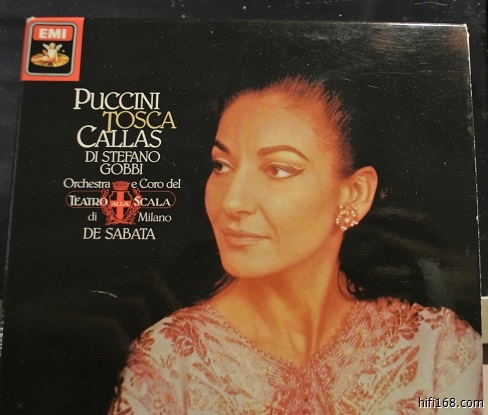 EMI
PUCCINI
TOSCA
CALLAS
DI STEFANO
GOBBI
Orchestra e Coro del
TEATRO ALLA SCALA
di Milano
DE SABATA
hifi168.com